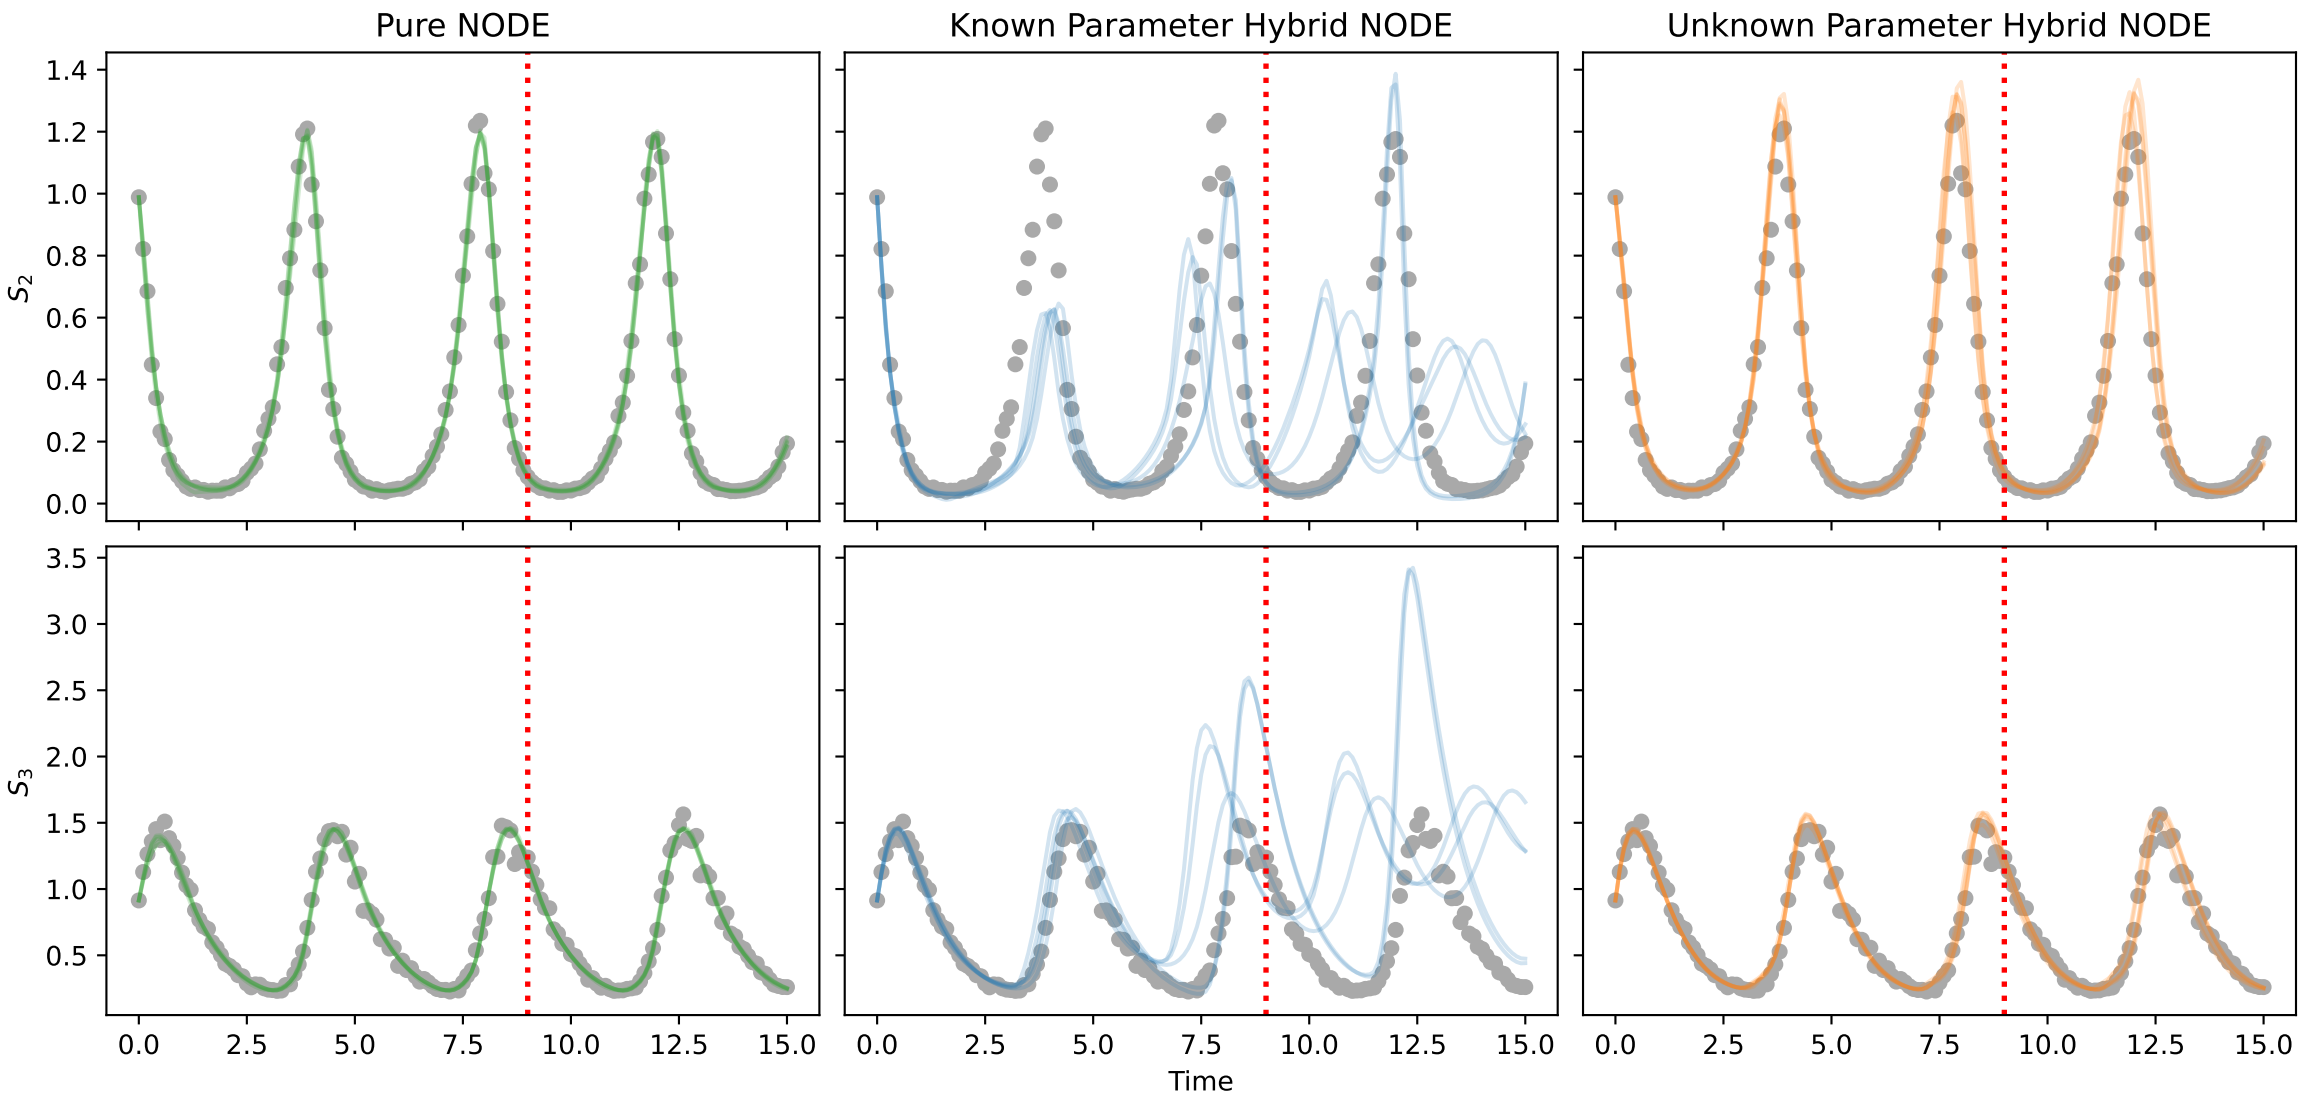 Pure NODE
Known Parameter Hybrid NODE
Unknown Parameter Hybrid NODE
1.4
1.2
1.0
0.8
0.6
0.4
0.2
0.0
S₂
3.5
3.0
2.5
2.0
1.5
1.0
0.5
S₃
0.0 2.5 5.0 7.5 10.0 12.5 15.0
0.0 2.5 5.0 7.5 10.0 12.5 15.0
0.0 2.5 5.0 7.5 10.0 12.5 15.0
Time